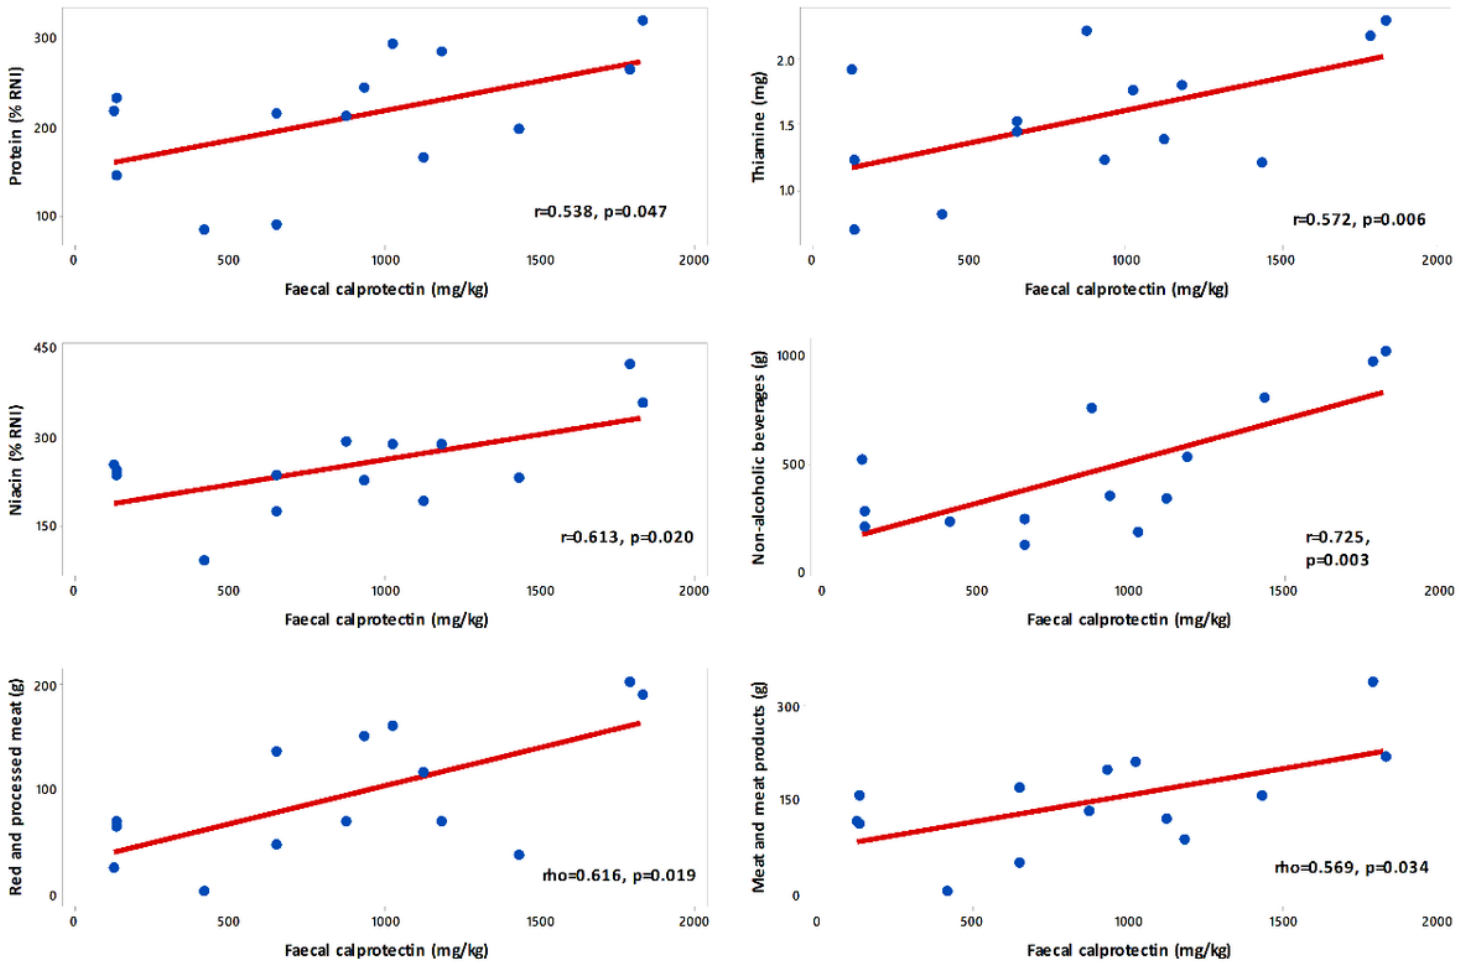 Protein (% RNI)
300
200
100
r=0.538, p=0.047
0 500 1000 1500 2000
Faecal calprotectin (mg/kg)
Thiamine (mg)
2.0
1.5
1.0
r=0.572, p=0.006
0 500 1000 1500 2000
Faecal calprotectin (mg/kg)
Niacin (% RNI)
450
300
150
r=0.613, p=0.020
0 500 1000 1500 2000
Faecal calprotectin (mg/kg)
Non-alcoholic beverages (g)
1000
500
0
r=0.725,
p=0.003
0 500 1000 1500 2000
Faecal calprotectin (mg/kg)
Red and processed meat (g)
200
100
0
rho=0.616, p=0.019
0 500 1000 1500 2000
Faecal calprotectin (mg/kg)
Meat and meat products (g)
300
150
0
rho=0.569, p=0.034
0 500 1000 1500 2000
Faecal calprotectin (mg/kg)